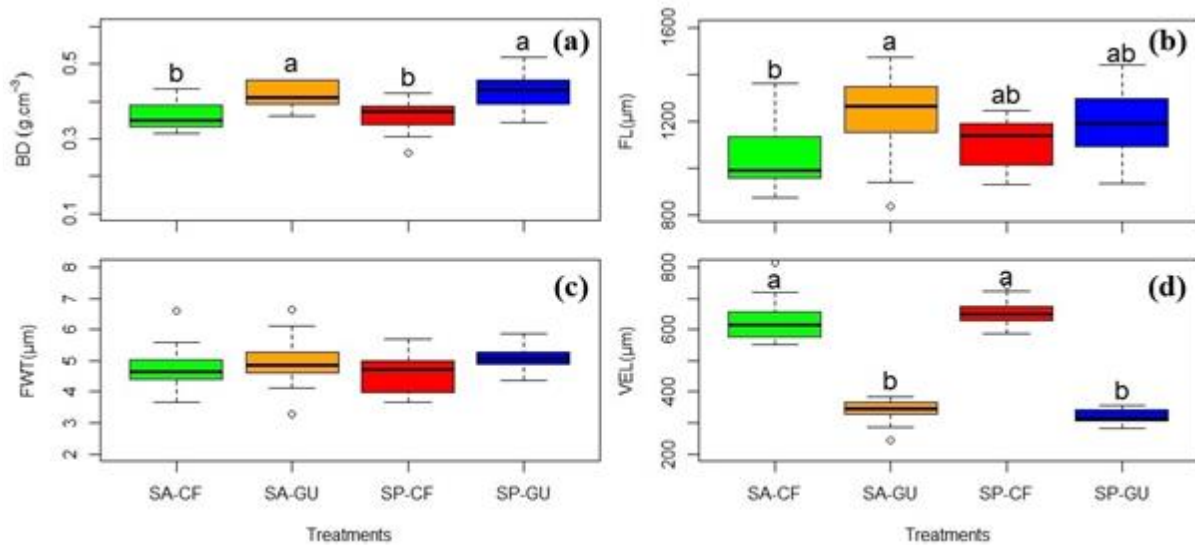 (a)
BD (g.cm⁻³)
0.5
0.3
0.1
b
a
b
a
(b)
FL(µm)
1600
1200
800
b
a
ab
ab
(c)
FWT(µm)
8
7
6
5
4
3
2
SA-CF SA-GU SP-CF SP-GU
Treatments
(d)
VEL(µm)
800
600
400
200
a
b
a
b
SA-CF SA-GU SP-CF SP-GU
Treatments